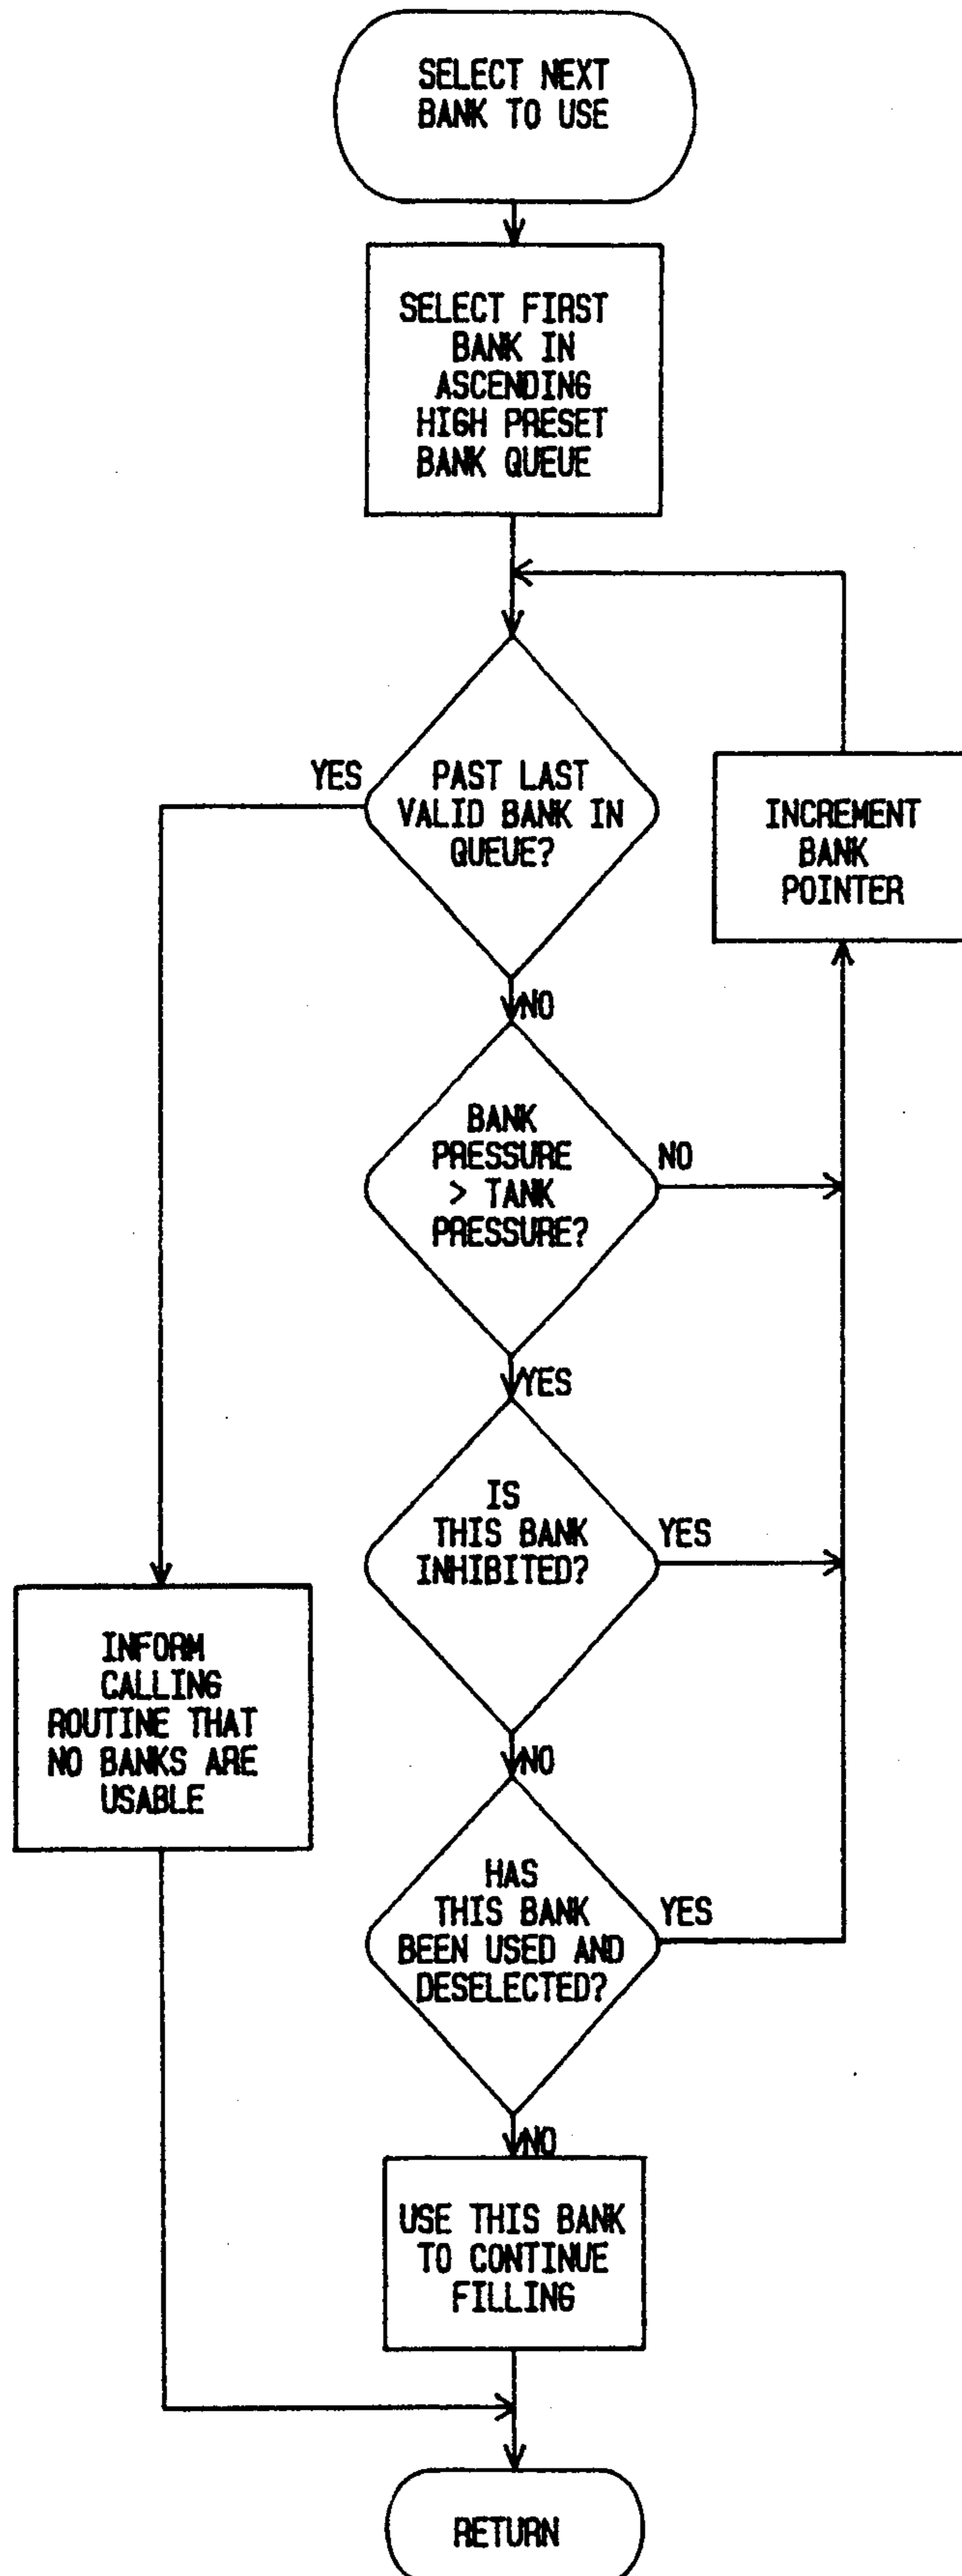 SELECT NEXT
BANK TO USE
SELECT FIRST
BANK IN
ASCENDING
HIGH PRESET
BANK QUEUE
YES
PAST LAST
VALID BANK IN
QUEUE?
INCREMENT
BANK
POINTER
NO
BANK
PRESSURE
> TANK
PRESSURE?
NO
YES
IS
THIS BANK
INHIBITED?
YES
INFORM
CALLING
ROUTINE THAT
NO BANKS ARE
USABLE
NO
HAS
THIS BANK
BEEN USED AND
DESELECTED?
YES
NO
USE THIS BANK
TO CONTINUE
FILLING
RETURN